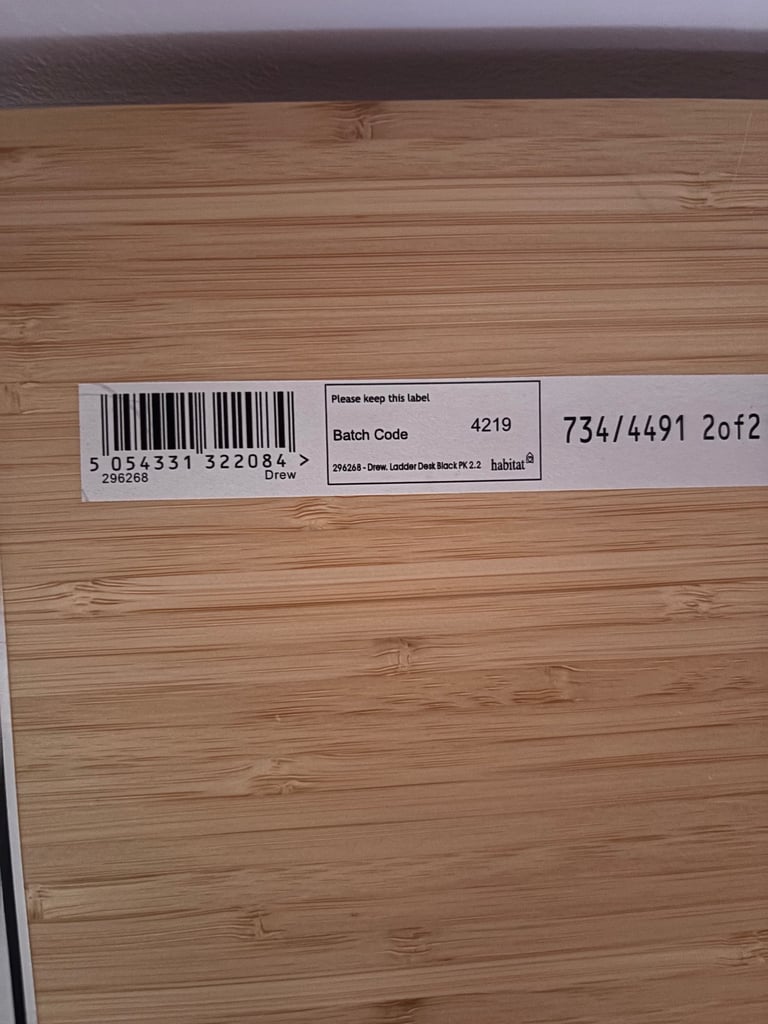 5 054331 322084 >
296268 Drew
Please keep this label
Batch Code 4219
296268 - Drew. Ladder Desk Black PK 2.2 habitat
734/4491 2of2